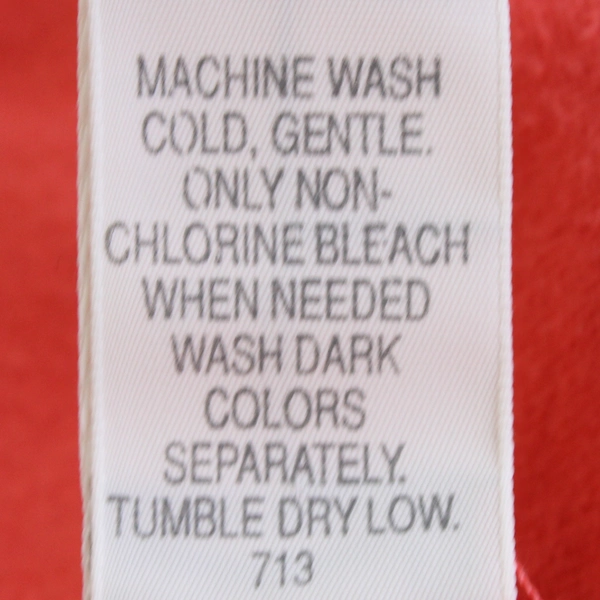 MACHINE WASH
COLD, GENTLE.
ONLY NON-
CHLORINE BLEACH
WHEN NEEDED
WASH DARK
COLORS
SEPARATELY.
TUMBLE DRY LOW.
713